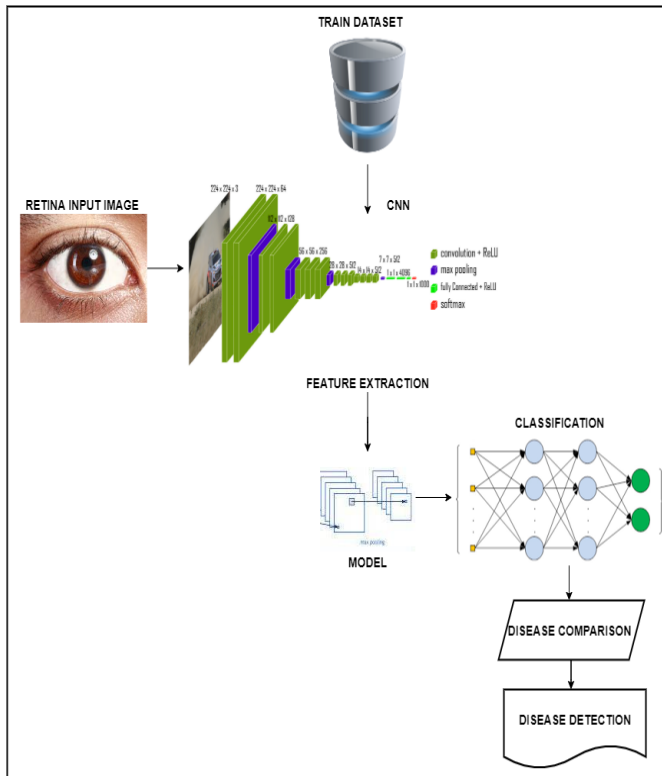 TRAIN DATASET
RETINA INPUT IMAGE
CNN
224 x 224 x 3
224 x 224 x 64
112 x 112 x 128
56 x 56 x 256
28 x 28 x 512
14 x 14 x 512
7 x 7 x 512
1 x 1 x 4096
1 x 1 x 1000
convolution + ReLU
max pooling
fully Connected + ReLU
softmax
FEATURE EXTRACTION
CLASSIFICATION
max pooling
MODEL
DISEASE COMPARISON
DISEASE DETECTION